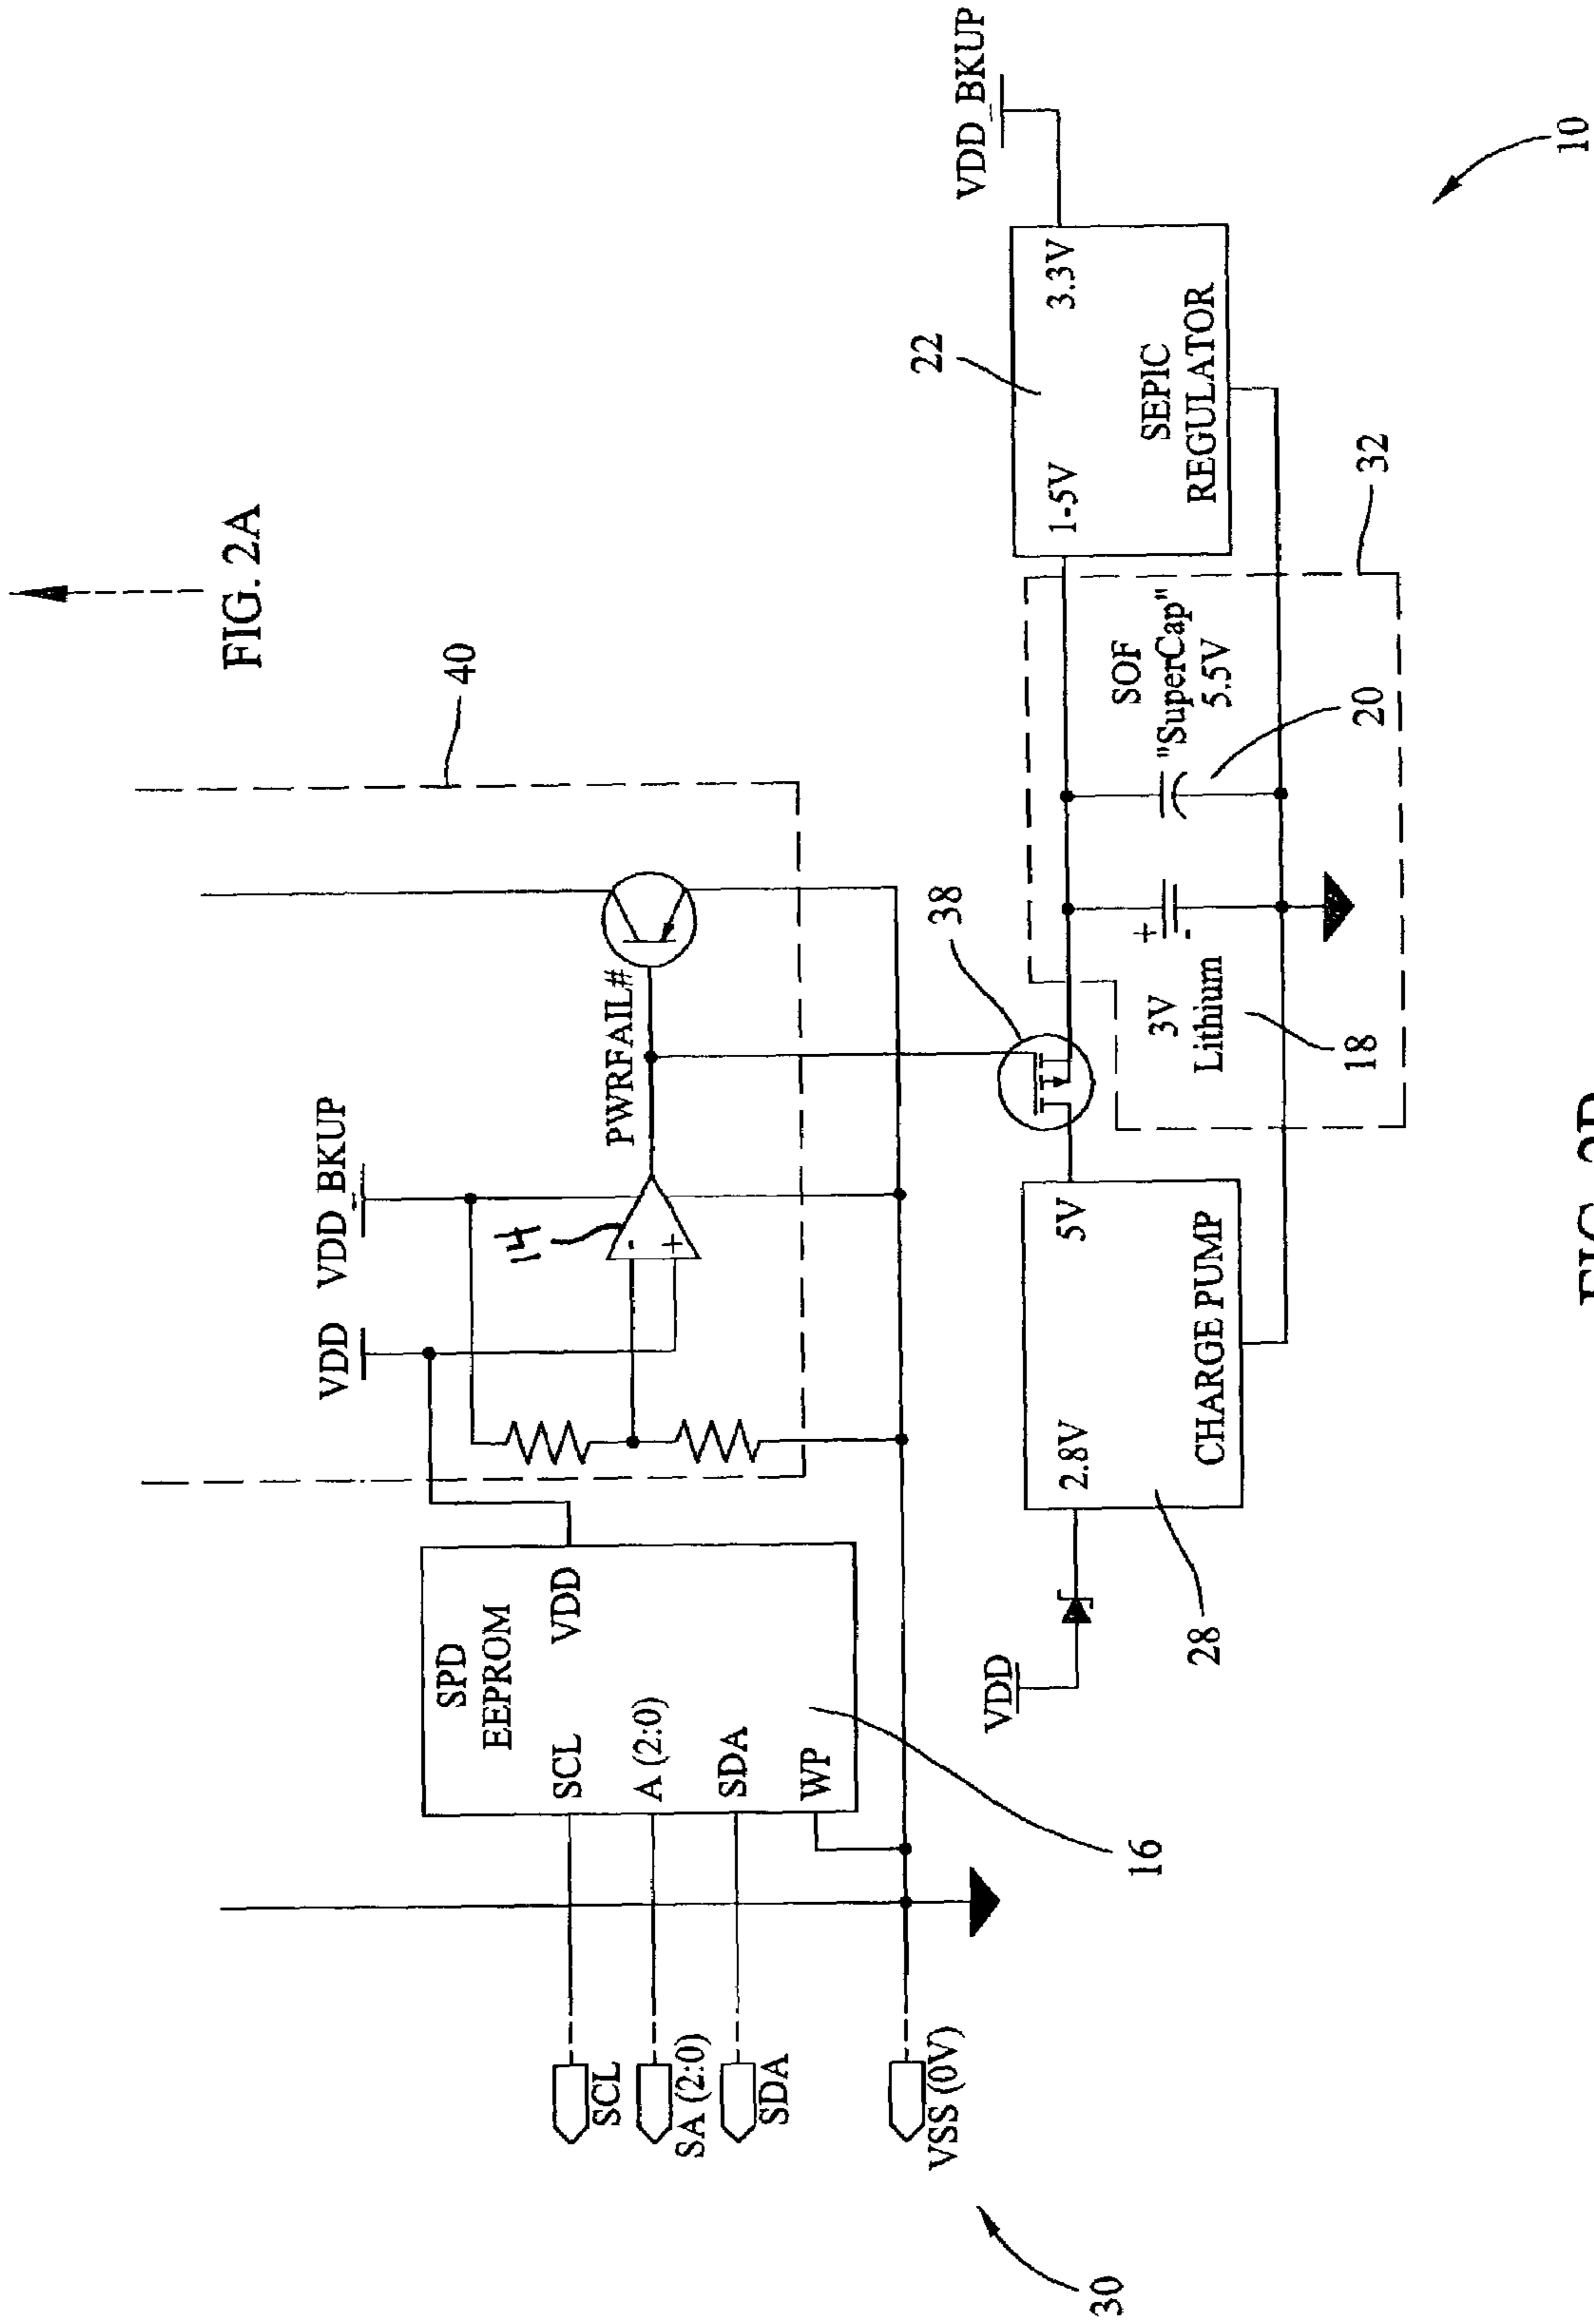 FIG. 2A
40
VDD
VDD_BKUP
14
PWRFAIL#
SPD
EEPROM
SCL
VDD
A (2:0)
SDA
WP
16
SCL
SA (2:0)
SDA
VSS (0V)
30
VDD
2.8V
5V
CHARGE PUMP
28
38
3V
Lithium
+
-
18
SOF
"SuperCap"
5.5V
20
32
22
1-5V
3.3V
SEPIC
REGULATOR
VDD_BKUP
10